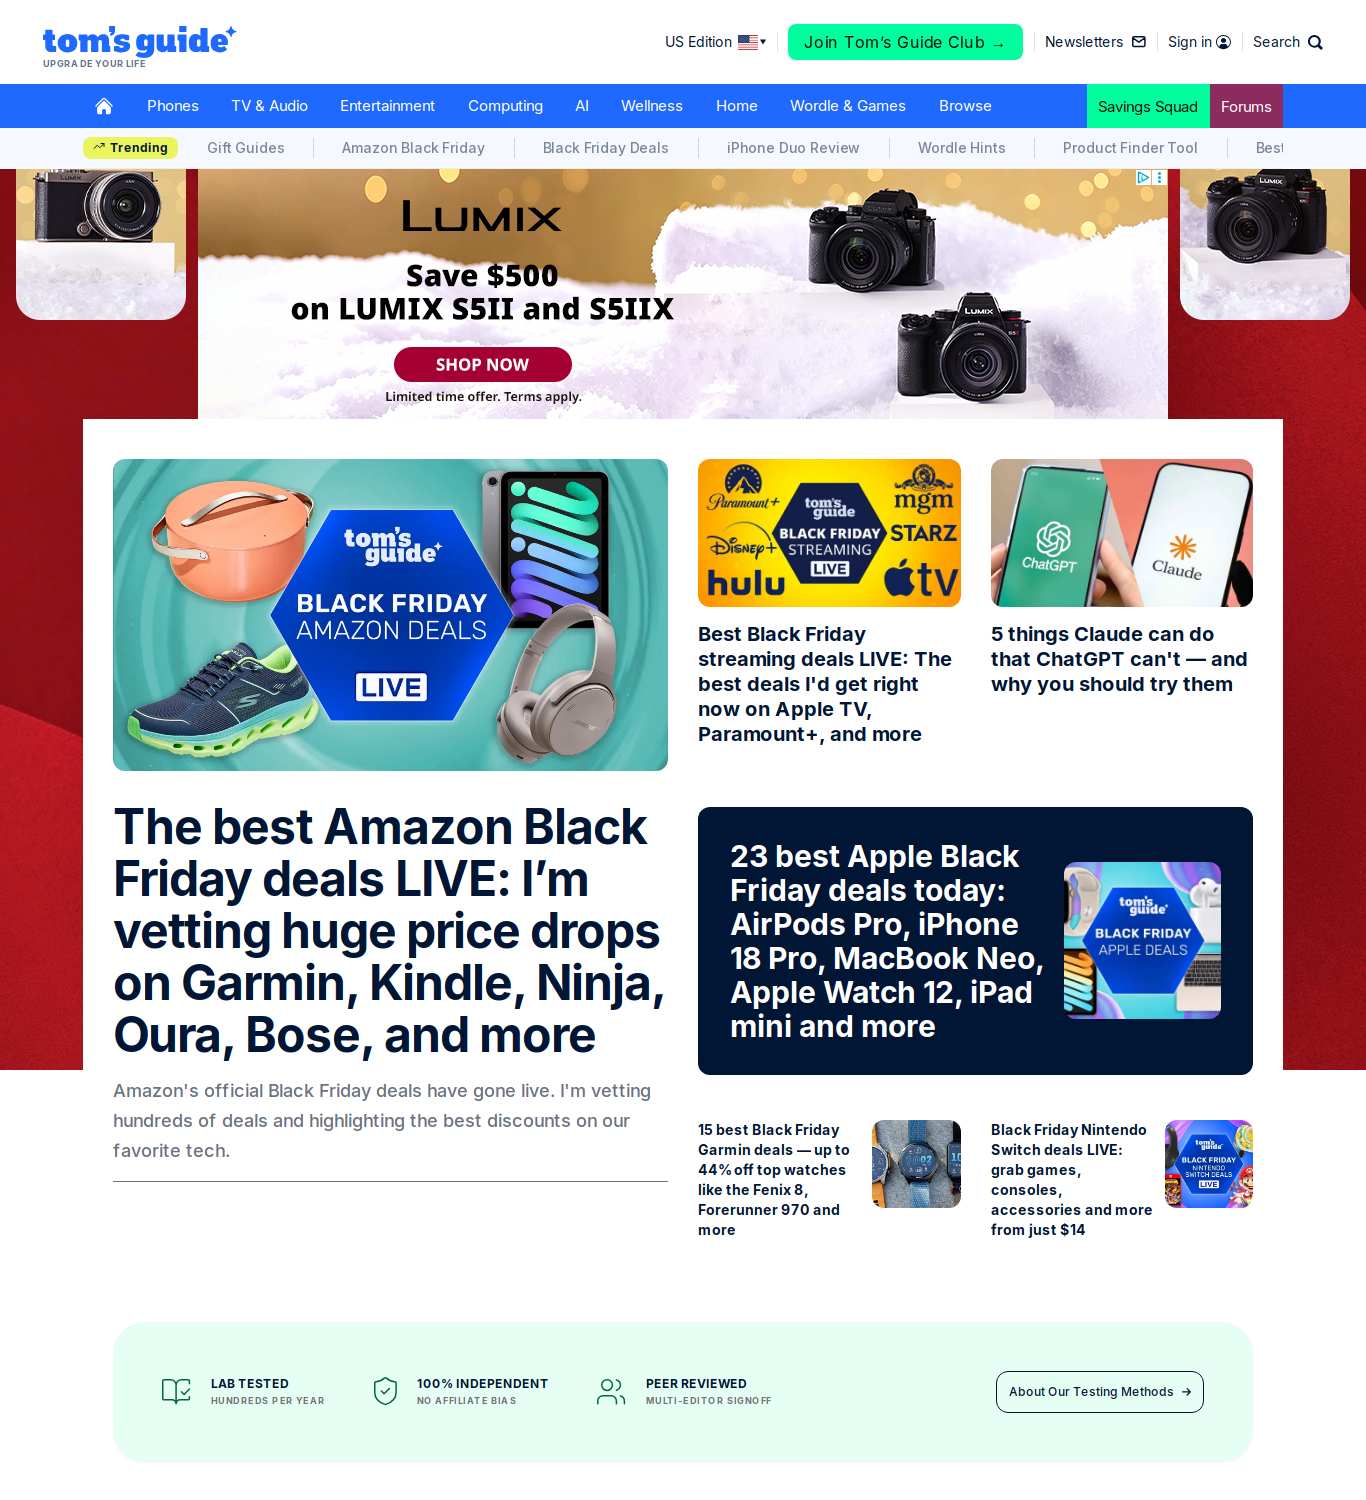 tom's guide
UPGRADE YOUR LIFE
US Edition
Join Tom's Guide Club →
Newsletters
Sign in
Search
Phones
TV & Audio
Entertainment
Computing
AI
Wellness
Home
Wordle & Games
Browse
Savings Squad
Forums
Trending
Gift Guides
Amazon Black Friday
Black Friday Deals
iPhone Duo Review
Wordle Hints
Product Finder Tool
Best
LUMIX
Save $500
on LUMIX S5II and S5IIX
SHOP NOW
Limited time offer. Terms apply.
LUMIX
LUMIX
LUMIX
LUMIX
tom's
guide
BLACK FRIDAY
AMAZON DEALS
LIVE
The best Amazon Black
Friday deals LIVE: I’m
vetting huge price drops
on Garmin, Kindle, Ninja,
Oura, Bose, and more
Amazon's official Black Friday deals have gone live. I'm vetting
hundreds of deals and highlighting the best discounts on our
favorite tech.
Paramount+
mgm
tom's
guide
BLACK FRIDAY
STREAMING
LIVE
Disney+
STARZ
hulu
tv
Best Black Friday
streaming deals LIVE: The
best deals I'd get right
now on Apple TV,
Paramount+, and more
ChatGPT
Claude
5 things Claude can do
that ChatGPT can't — and
why you should try them
23 best Apple Black
Friday deals today:
AirPods Pro, iPhone
18 Pro, MacBook Neo,
Apple Watch 12, iPad
mini and more
tom's
guide
BLACK FRIDAY
APPLE DEALS
15 best Black Friday
Garmin deals — up to
44% off top watches
like the Fenix 8,
Forerunner 970 and
more
Black Friday Nintendo
Switch deals LIVE:
grab games,
consoles,
accessories and more
from just $14
tom's
guide
BLACK FRIDAY
NINTENDO
SWITCH DEALS
LIVE
LAB TESTED
HUNDREDS PER YEAR
100% INDEPENDENT
NO AFFILIATE BIAS
PEER REVIEWED
MULTI-EDITOR SIGNOFF
About Our Testing Methods →